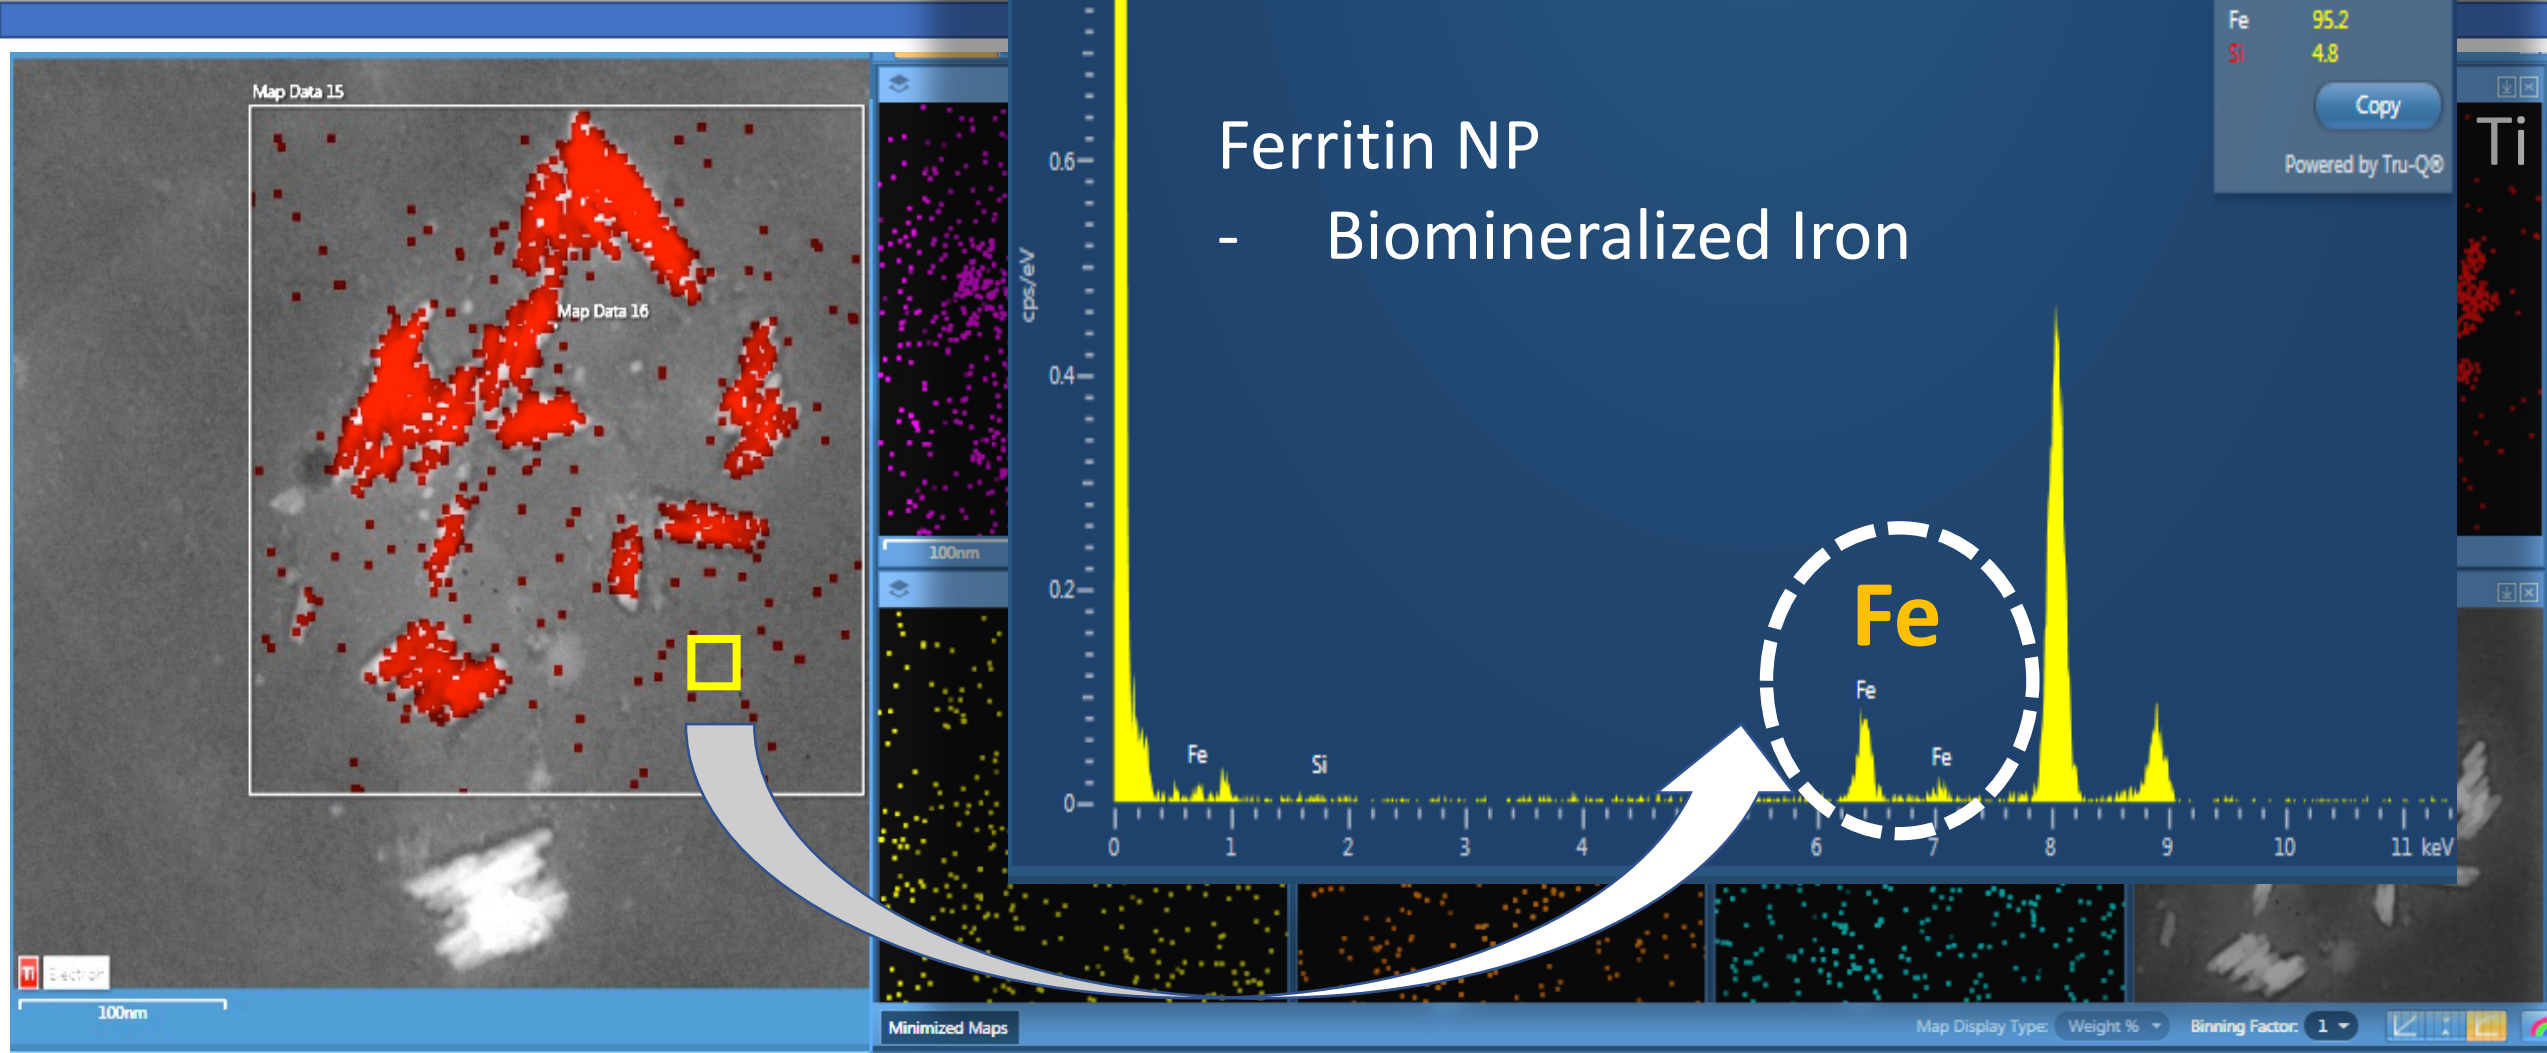 Map Data 15
Map Data 16
Ti Electron
100nm
100nm
Minimized Maps
Ferritin NP
- Biomineralized Iron
Fe 95.2
Si 4.8
Copy
Powered by Tru-Q®
Ti
cps/eV
0.6
0.4
0.2
0
Fe
Fe
Fe
Fe
Si
0 1 2 3 4 6 7 8 9 10 11 keV
Map Display Type: Weight % Binning Factor: 1